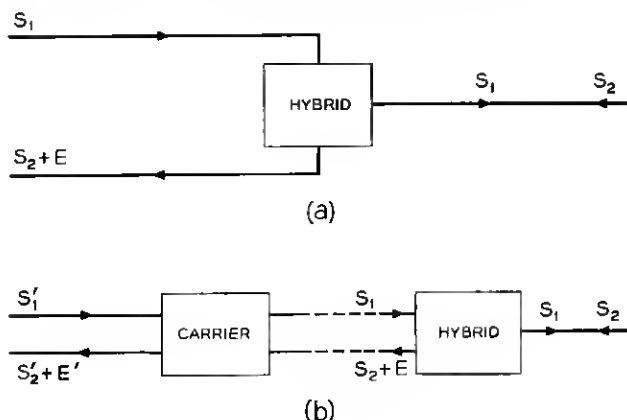 S₁
HYBRID
S₁ S₂
S₂ + E
(a)
S₁′ S₁
CARRIER HYBRID S₁ S₂
S₂′ + E′ S₂ + E
(b)